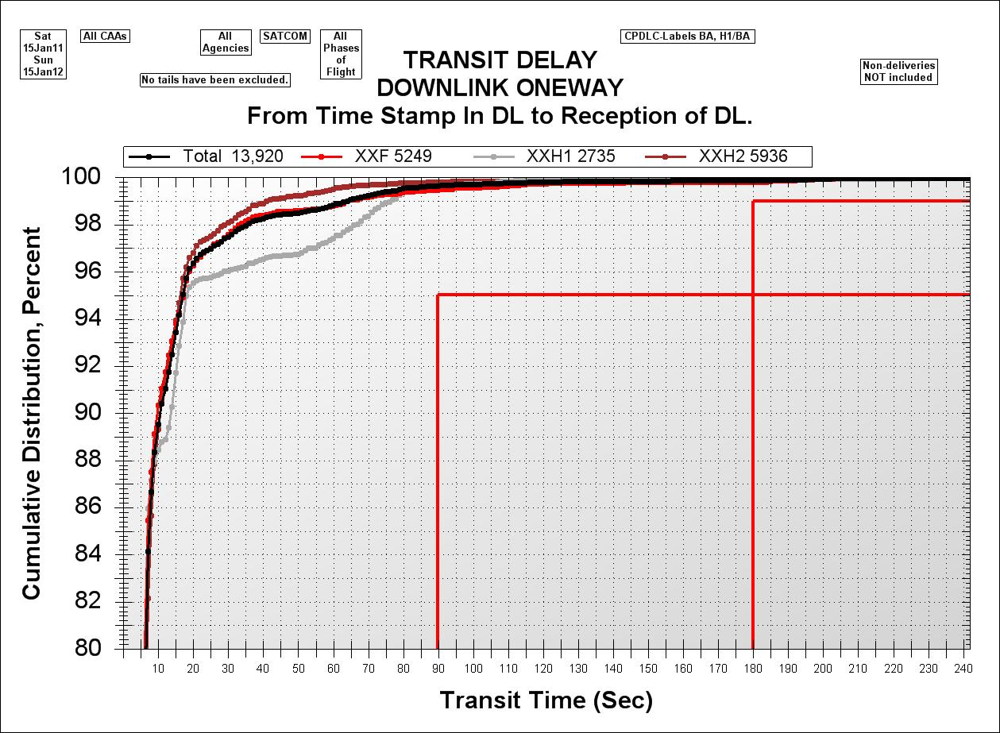 Sat
15Jan11
Sun
15Jan12
All CAAs
All
Agencies
SATCOM
All
Phases
of
Flight
No tails have been excluded.
CPDLC-Labels BA, H1/BA
Non-deliveries
NOT included
TRANSIT DELAY
DOWNLINK ONEWAY
From Time Stamp In DL to Reception of DL.
Total 13,920 XXF 5249 XXH1 2735 XXH2 5936
Cumulative Distribution, Percent
100
98
96
94
92
90
88
86
84
82
80
10 20 30 40 50 60 70 80 90 100 110 120 130 140 150 160 170 180 190 200 210 220 230 240
Transit Time (Sec)